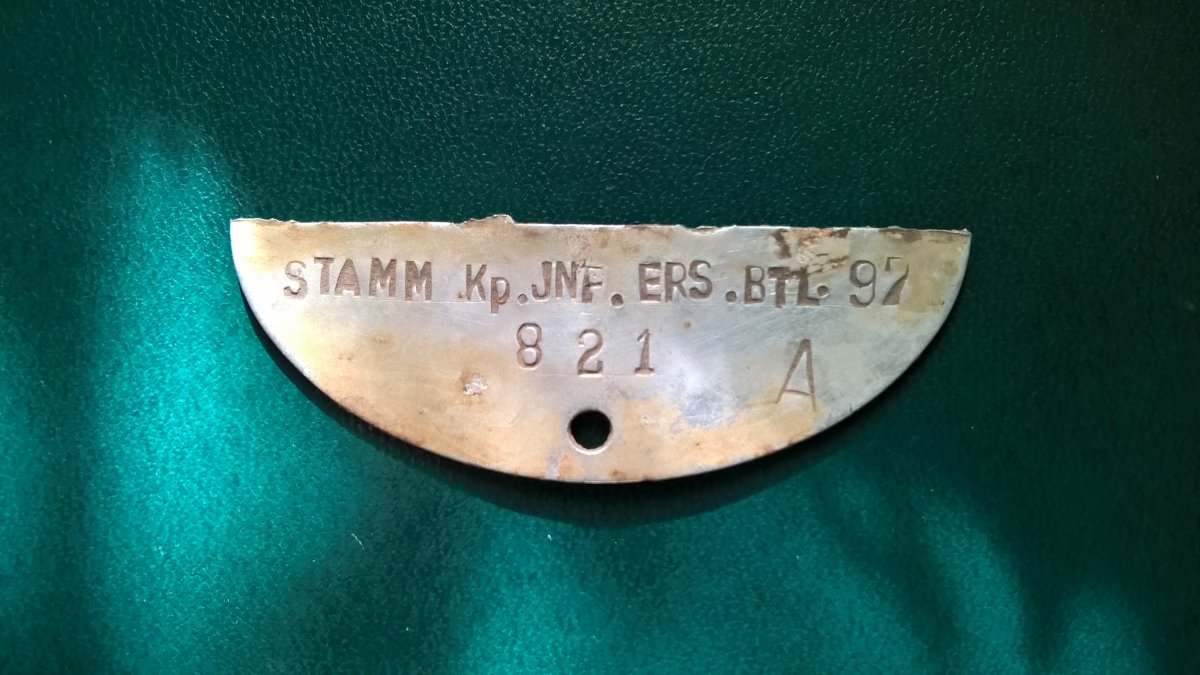 STAMM Kp. JNF. ERS. BTL. 97
821 A